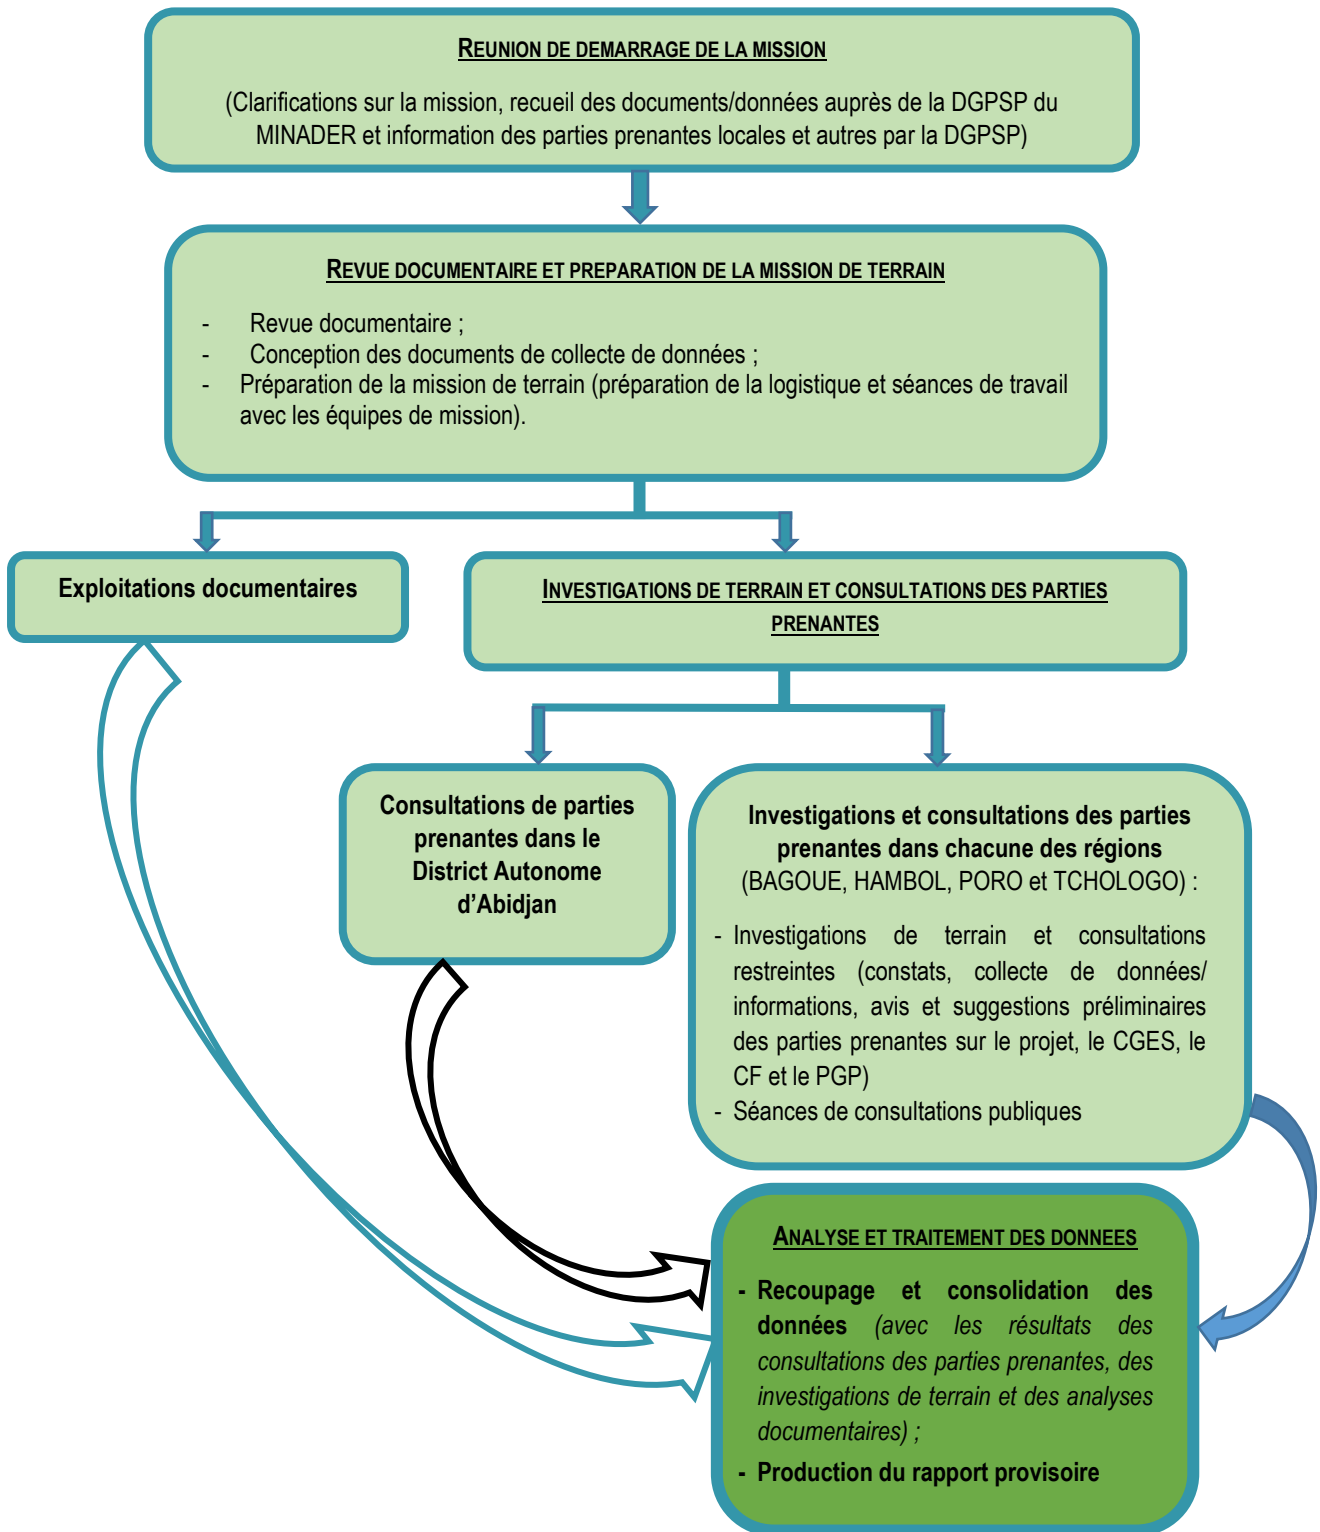 REUNION DE DEMARRAGE DE LA MISSION
(Clarifications sur la mission, recueil des documents/données auprès de la DGPSP du
MINADER et information des parties prenantes locales et autres par la DGPSP)
REVUE DOCUMENTAIRE ET PREPARATION DE LA MISSION DE TERRAIN
- Revue documentaire ;
- Conception des documents de collecte de données ;
- Préparation de la mission de terrain (préparation de la logistique et séances de travail
avec les équipes de mission).
Exploitations documentaires
INVESTIGATIONS DE TERRAIN ET CONSULTATIONS DES PARTIES
PRENANTES
Consultations de parties
prenantes dans le
District Autonome
d’Abidjan
Investigations et consultations des parties
prenantes dans chacune des régions
(BAGOUE, HAMBOL, PORO et TCHOLOGO) :
- Investigations de terrain et consultations
restreintes (constats, collecte de données/
informations, avis et suggestions préliminaires
des parties prenantes sur le projet, le CGES, le
CF et le PGP)
- Séances de consultations publiques
ANALYSE ET TRAITEMENT DES DONNEES
- Recoupage et consolidation des
données (avec les résultats des
consultations des parties prenantes, des
investigations de terrain et des analyses
documentaires) ;
- Production du rapport provisoire